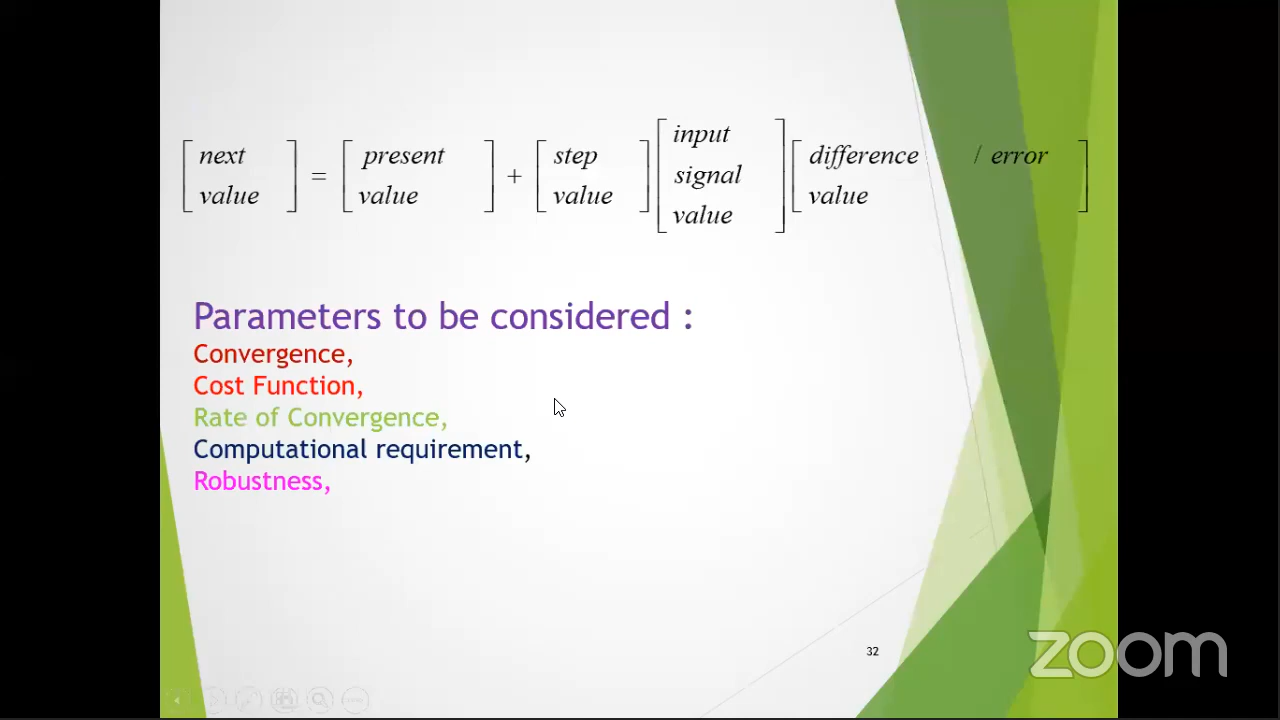 [next value] = [present value] + [step value] [input signal value] [difference / error value]
Parameters to be considered :
Convergence,
Cost Function,
Rate of Convergence,
Computational requirement,
Robustness,
32
zoom